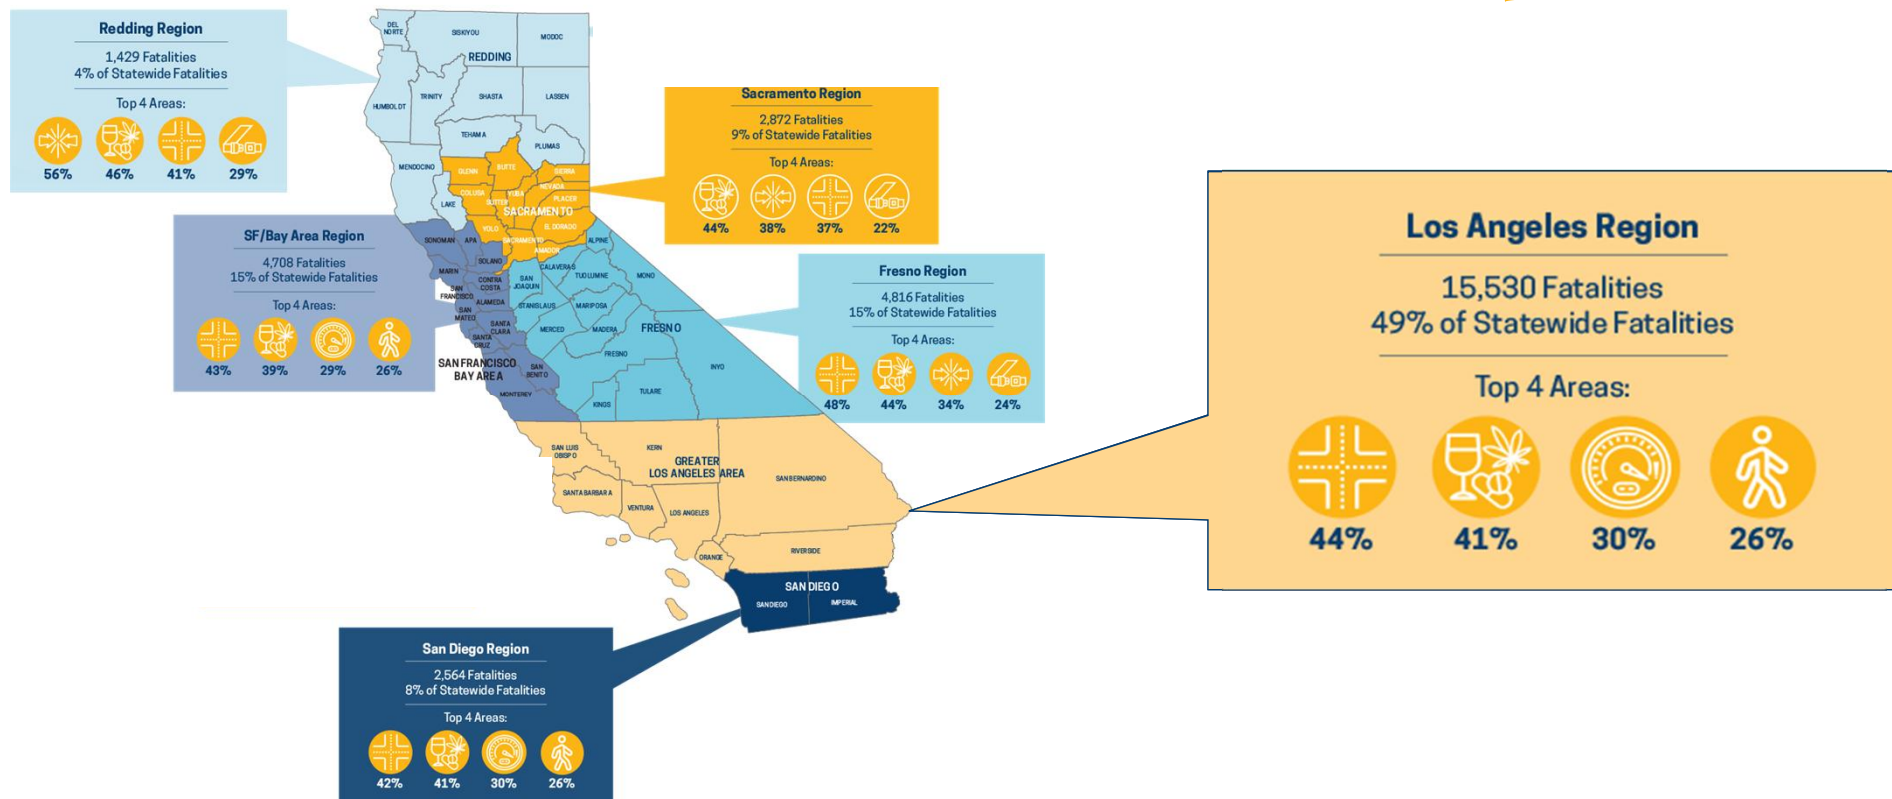 Redding Region
1,429 Fatalities
4% of Statewide Fatalities
Top 4 Areas:
56% 46% 41% 29%
Sacramento Region
2,872 Fatalities
9% of Statewide Fatalities
Top 4 Areas:
44% 38% 37% 22%
SF/Bay Area Region
4,708 Fatalities
15% of Statewide Fatalities
Top 4 Areas:
43% 39% 29% 26%
Fresno Region
4,816 Fatalities
15% of Statewide Fatalities
Top 4 Areas:
48% 44% 34% 24%
Los Angeles Region
15,530 Fatalities
49% of Statewide Fatalities
Top 4 Areas:
44% 41% 30% 26%
San Diego Region
2,564 Fatalities
8% of Statewide Fatalities
Top 4 Areas:
42% 41% 30% 26%
DEL
NORTE
SISKIYOU
MODOC
REDDING
HUMBOLDT
TRINITY
SHASTA
LASSEN
TEHAMA
PLUMAS
MENDOCINO
GLENN
BUTTE
SIERRA
COLUSA
YUBA
NEVADA
SUTTER
PLACER
LAKE
SACRAMENTO
YOLO
EL DORADO
SACRAMENTO
AMADOR
ALPINE
SONOMAN
APA
SOLANO
CALAVERAS
TUOLUMNE
MONO
MARIN
CONTRA
COSTA
SAN
JOAQUIN
SAN
FRANCISCO
ALAMEDA
STANISLAUS
MARIPOSA
SAN
MATEO
SANTA
CLARA
MERCED
MADERA
FRESNO
SANTA
CRUZ
FRESNO
INYO
SAN FRANCISCO
BAY AREA
SAN
BENITO
MONTEREY
KINGS
TULARE
SAN LUIS
OBISPO
KERN
GREATER
LOS ANGELES AREA
SAN BERNARDINO
SANTA BARBARA
VENTURA
LOS ANGELES
ORANGE
RIVERSIDE
SAN DIEGO
SAN DIEGO
IMPERIAL